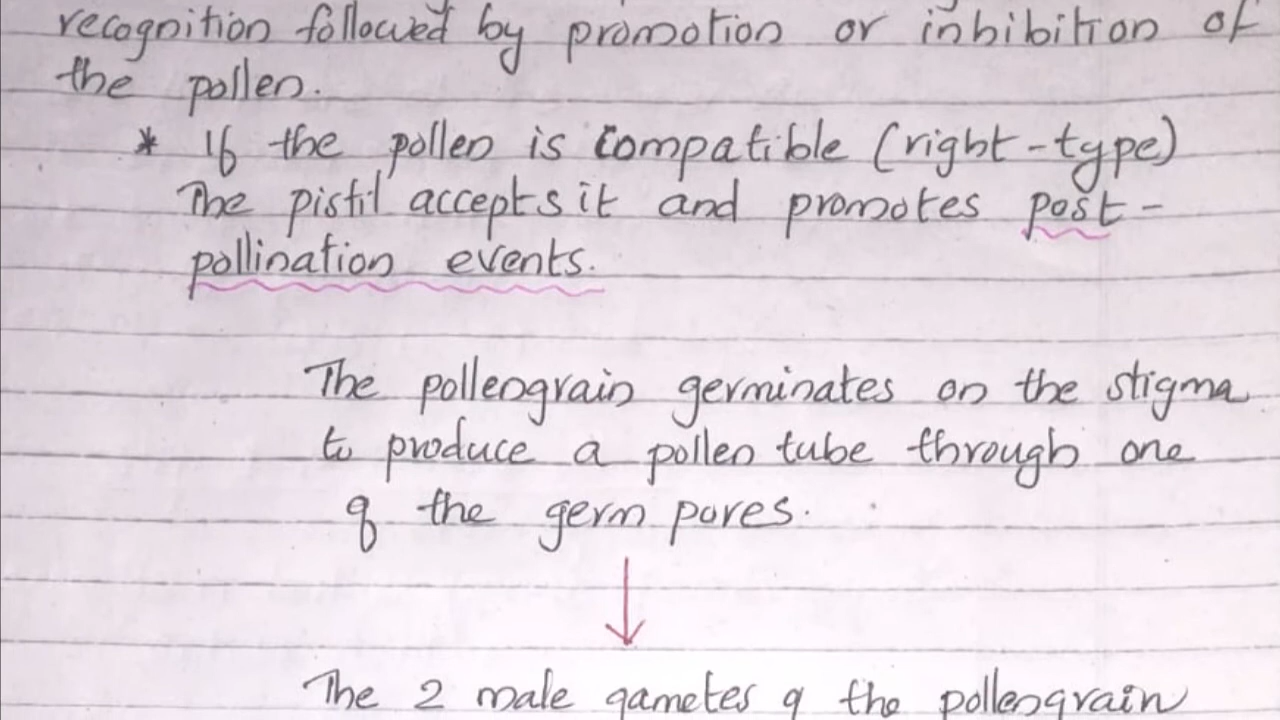 recognition followed by promotion or inhibition of
the pollen.
* If the pollen is compatible (right-type)
The pistil accepts it and promotes post-
pollination events.
The pollengrain germinates on the stigma
to produce a pollen tube through one
of the germ pores.
The 2 male gametes of the pollengrain